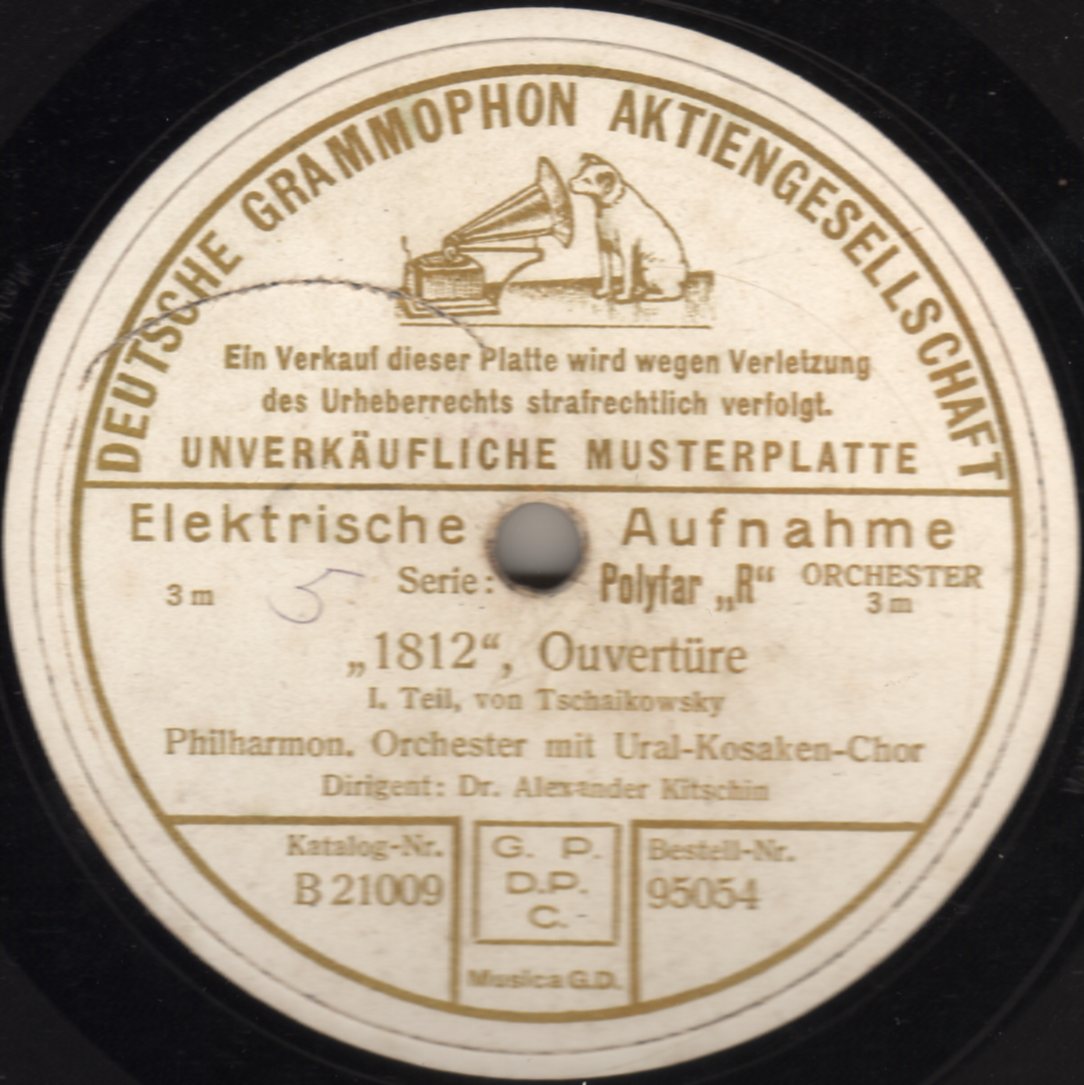 DEUTSCHE GRAMMOPHON AKTIENGESELLSCHAFT
Ein Verkauf dieser Platte wird wegen Verletzung
des Urheberrechts strafrechtlich verfolgt.
UNVERKÄUFLICHE MUSTERPLATTE
Elektrische Aufnahme
3 m 5 Serie: Polyfar „R“ ORCHESTER
3 m
„1812“, Ouvertüre
I. Teil, von Tschaikowsky
Philharmon. Orchester mit Ural-Kosaken-Chor
Dirigent: Dr. Alexander Kitschin
Katalog-Nr.
B 21009
G. P.
D.P.
C.
Musica G.D.
Bestell-Nr.
95054